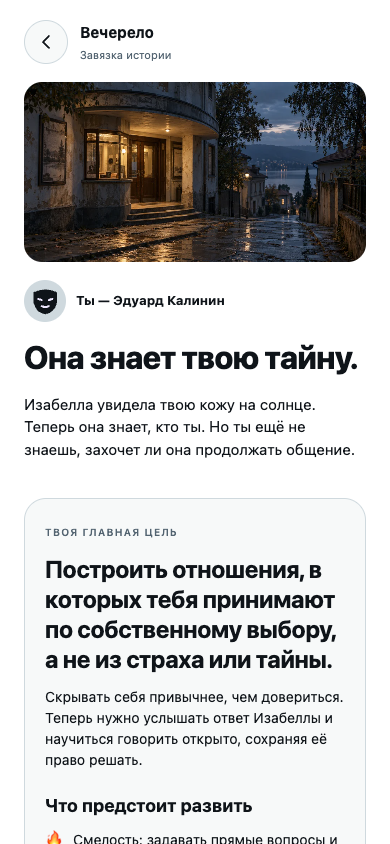 Вечерело
Завязка истории
Ты — Эдуард Калинин
Она знает твою тайну.
Изабелла увидела твою кожу на солнце.
Теперь она знает, кто ты. Но ты ещё не
знаешь, захочет ли она продолжать общение.
ТВОЯ ГЛАВНАЯ ЦЕЛЬ
Построить отношения, в
которых тебя принимают
по собственному выбору,
а не из страха или тайны.
Скрывать себя привычнее, чем довериться.
Теперь нужно услышать ответ Изабеллы и
научиться говорить открыто, сохраняя её
право решать.
Что предстоит развить
Смелость: задавать прямые вопросы и